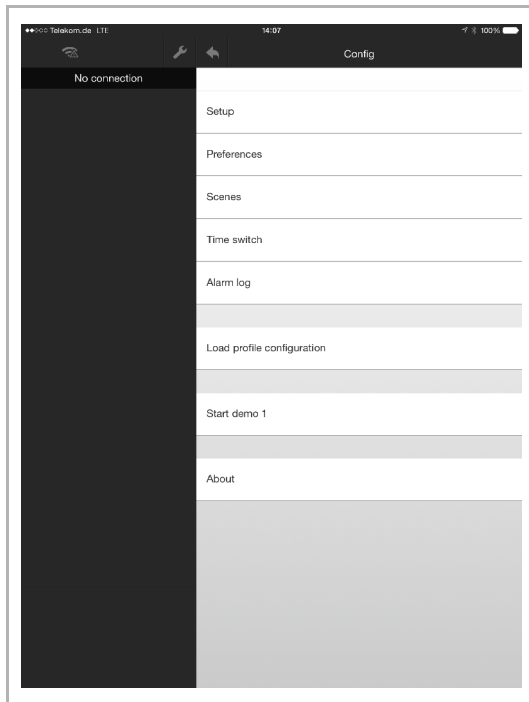 Telekom.de LTE 14:07 100%
Config
No connection
Setup
Preferences
Scenes
Time switch
Alarm log
Load profile configuration
Start demo 1
About